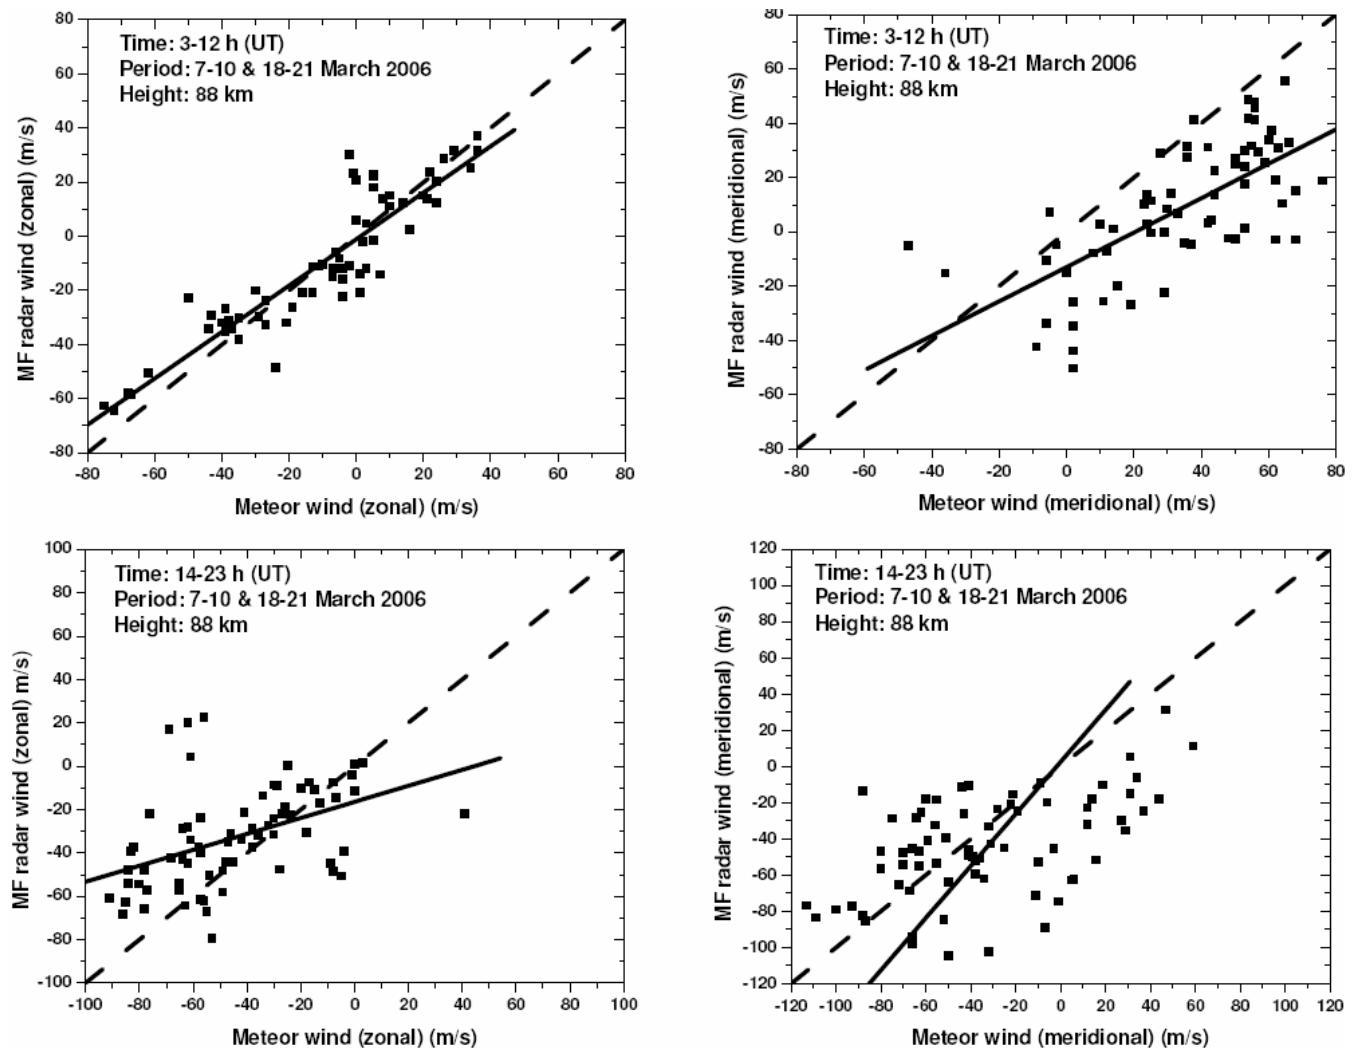 Time: 3-12 h (UT)
Period: 7-10 & 18-21 March 2006
Height: 88 km
MF radar wind (zonal) (m/s)
80
60
40
20
0
-20
-40
-60
-80
-80 -60 -40 -20 0 20 40 60 80
Meteor wind (zonal) (m/s)
Time: 3-12 h (UT)
Period: 7-10 & 18-21 March 2006
Height: 88 km
MF radar wind (meridional) (m/s)
80
60
40
20
0
-20
-40
-60
-80
-80 -60 -40 -20 0 20 40 60 80
Meteor wind (meridional) (m/s)
Time: 14-23 h (UT)
Period: 7-10 & 18-21 March 2006
Height: 88 km
MF radar wind (zonal) m/s)
100
80
60
40
20
0
-20
-40
-60
-80
-100
-100 -80 -60 -40 -20 0 20 40 60 80 100
Meteor wind (zonal) (m/s)
Time: 14-23 h (UT)
Period: 7-10 & 18-21 March 2006
Height: 88 km
MF radar wind (meridional) (m/s)
120
100
80
60
40
20
0
-20
-40
-60
-80
-100
-120
-120 -100 -80 -60 -40 -20 0 20 40 60 80 100 120
Meteor wind (meridional) (m/s)